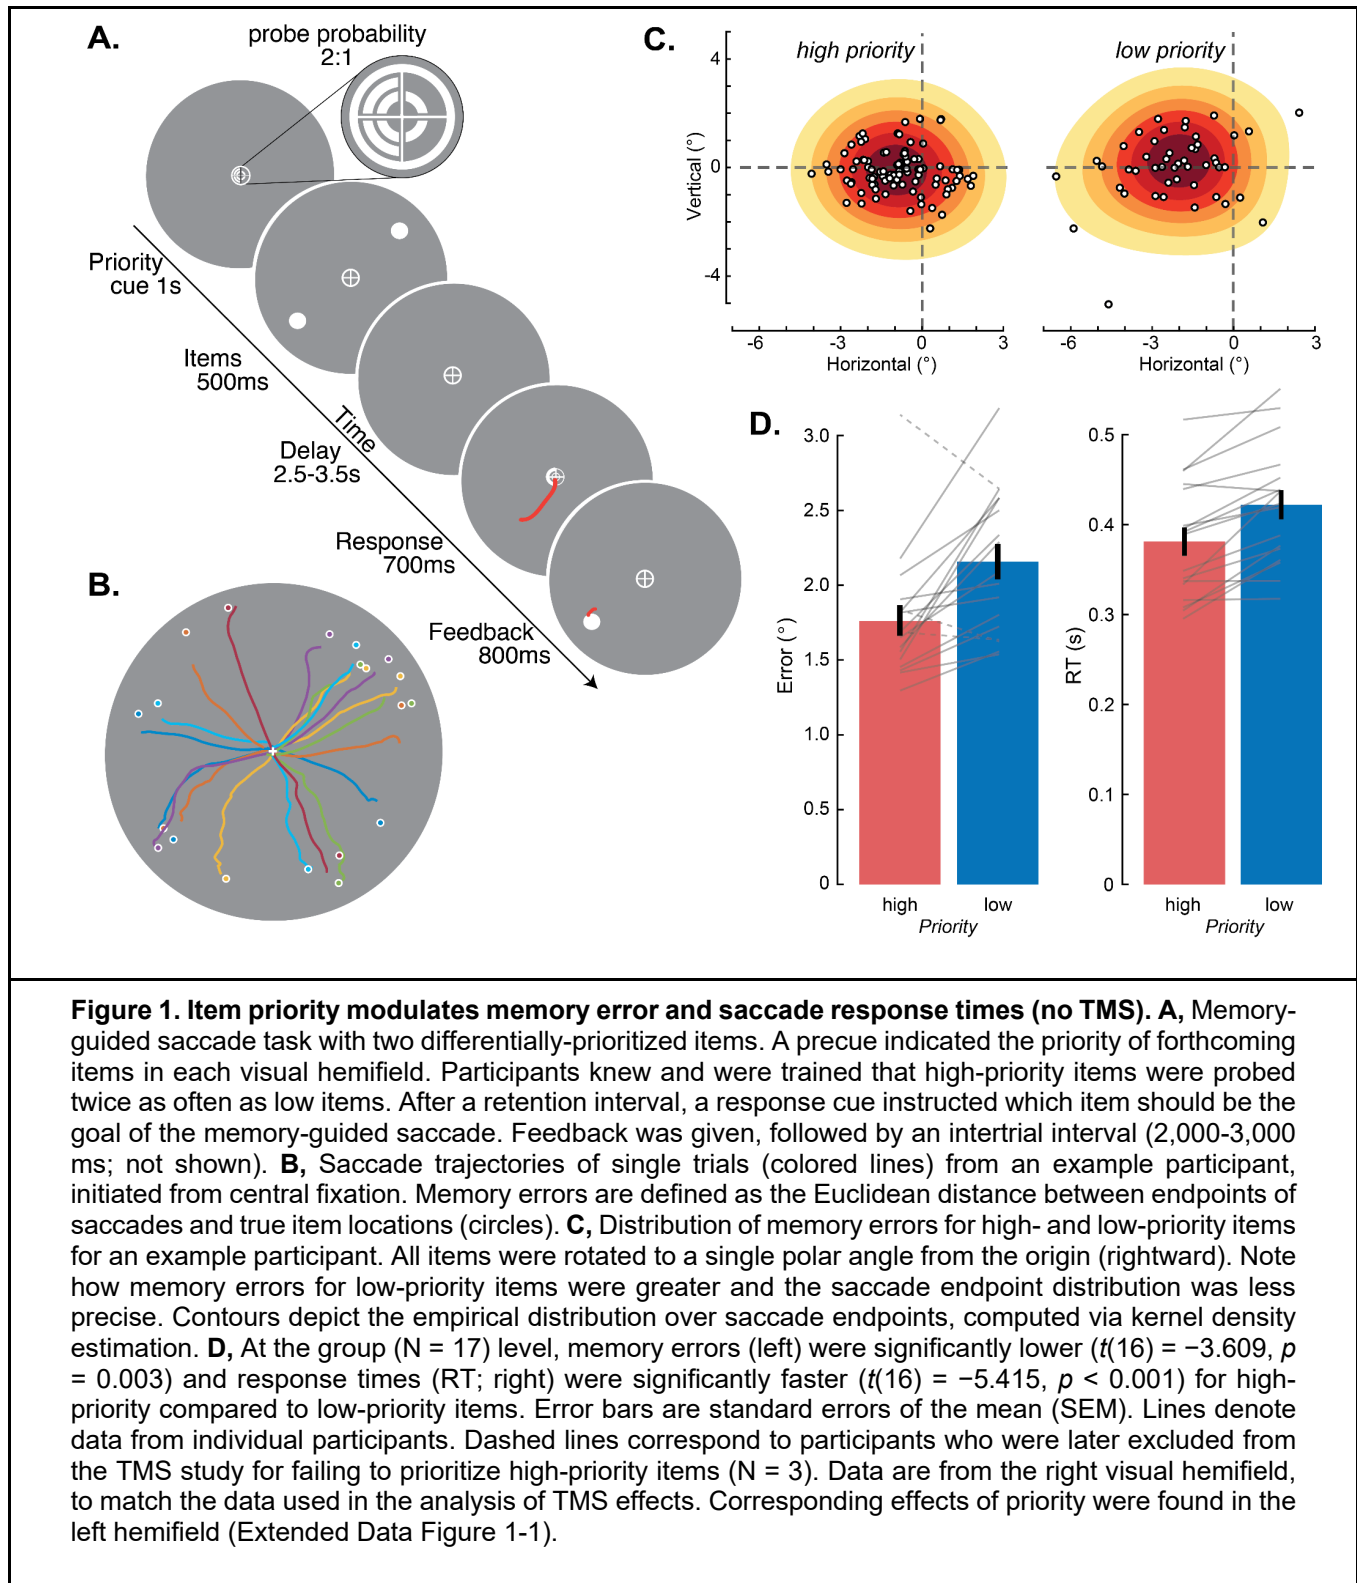 A.
probe probability
2:1
Priority
cue 1s
Items
500ms
Time
Delay
2.5-3.5s
Response
700ms
Feedback
800ms
B.
C.
high priority
low priority
Vertical (°)
4
0
-4
-6
-3
0
3
Horizontal (°)
-6
-3
0
3
Horizontal (°)
D.
Error (°)
3.0
2.5
2.0
1.5
1.0
0.5
0
high
low
Priority
RT (s)
0.5
0.4
0.3
0.2
0.1
0
high
low
Priority
Figure 1. Item priority modulates memory error and saccade response times (no TMS). A, Memory-
guided saccade task with two differentially-prioritized items. A precue indicated the priority of forthcoming
items in each visual hemifield. Participants knew and were trained that high-priority items were probed
twice as often as low items. After a retention interval, a response cue instructed which item should be the
goal of the memory-guided saccade. Feedback was given, followed by an intertrial interval (2,000-3,000
ms; not shown). B, Saccade trajectories of single trials (colored lines) from an example participant,
initiated from central fixation. Memory errors are defined as the Euclidean distance between endpoints of
saccades and true item locations (circles). C, Distribution of memory errors for high- and low-priority items
for an example participant. All items were rotated to a single polar angle from the origin (rightward). Note
how memory errors for low-priority items were greater and the saccade endpoint distribution was less
precise. Contours depict the empirical distribution over saccade endpoints, computed via kernel density
estimation. D, At the group (N = 17) level, memory errors (left) were significantly lower (t(16) = −3.609, p
= 0.003) and response times (RT; right) were significantly faster (t(16) = −5.415, p < 0.001) for high-
priority compared to low-priority items. Error bars are standard errors of the mean (SEM). Lines denote
data from individual participants. Dashed lines correspond to participants who were later excluded from
the TMS study for failing to prioritize high-priority items (N = 3). Data are from the right visual hemifield,
to match the data used in the analysis of TMS effects. Corresponding effects of priority were found in the
left hemifield (Extended Data Figure 1-1).